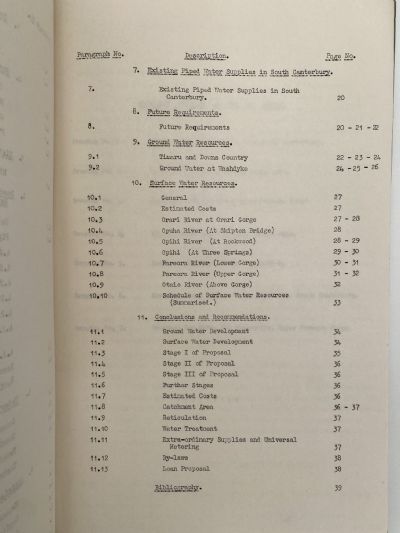 Paragraph No. Description. Page No.
7. Existing Piped Water Supplies in South Canterbury.
7. Existing Piped Water Supplies in South
Canterbury. 20
8. Future Requirements.
8. Future Requirements 20 - 21 - 22
9. Ground Water Resources.
9.1 Timaru and Downs Country 22 - 23 - 24
9.2 Ground Water at Washdyke 24 - 25 - 26
10. Surface Water Resources.
10.1 General 27
10.2 Estimated Costs 27
10.3 Orari River at Orari Gorge 27 - 28
10.4 Opuha River (At Skipton Bridge) 28
10.5 Opihi River (At Rockwood) 28 - 29
10.6 Opihi (At Three Springs) 29 - 30
10.7 Pareora River (Lower Gorge) 30 - 31
10.8 Pareora River (Upper Gorge) 31 - 32
10.9 Otaio River (Above Gorge) 32
10.10 Schedule of Surface Water Resources
(Summarised.) 33
11. Conclusions and Recommendations.
11.1 Ground Water Development 34
11.2 Surface Water Development 34
11.3 Stage I of Proposal 35
11.4 Stage II of Proposal 36
11.5 Stage III of Proposal 36
11.6 Further Stages 36
11.7 Estimated Costs 36
11.8 Catchment Area 36 - 37
11.9 Reticulation 37
11.10 Water Treatment 37
11.11 Extra-ordinary Supplies and Universal
Metering 37
11.12 By-laws 38
11.13 Loan Proposal 38
Bibliography. 39